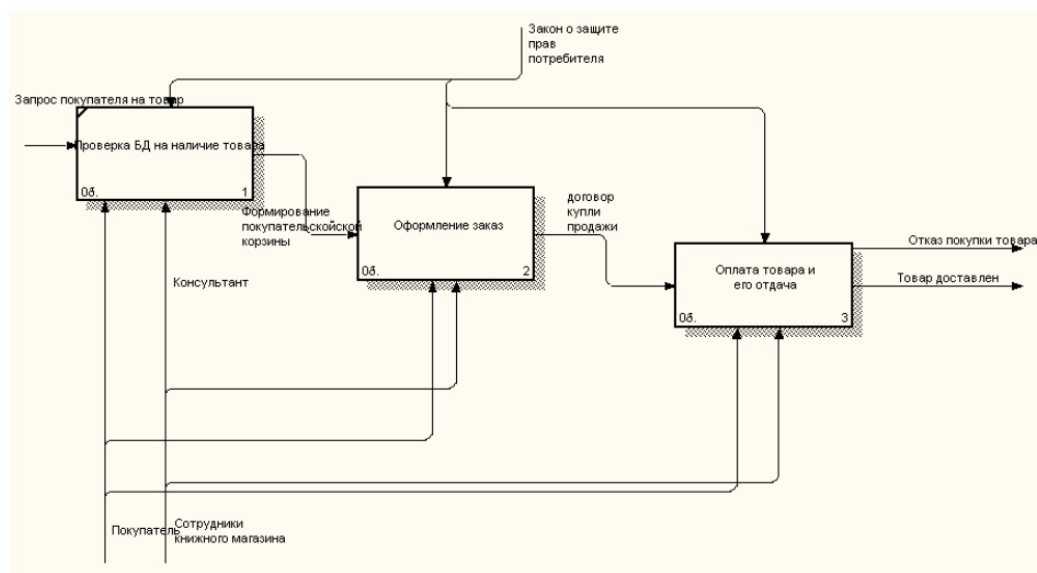 Закон о защите
прав
потребителя
Запрос покупателя на товар
Проверка БД на наличие товара
0б.
1
Формирование
покупательскойской
корзины
Оформление заказ
0б.
2
договор
купли
продажи
Оплата товара и
его отдача
0б.
3
Отказ покупки товара
Товар доставлен
Консультант
Покупатель
Сотрудники
книжного магазина